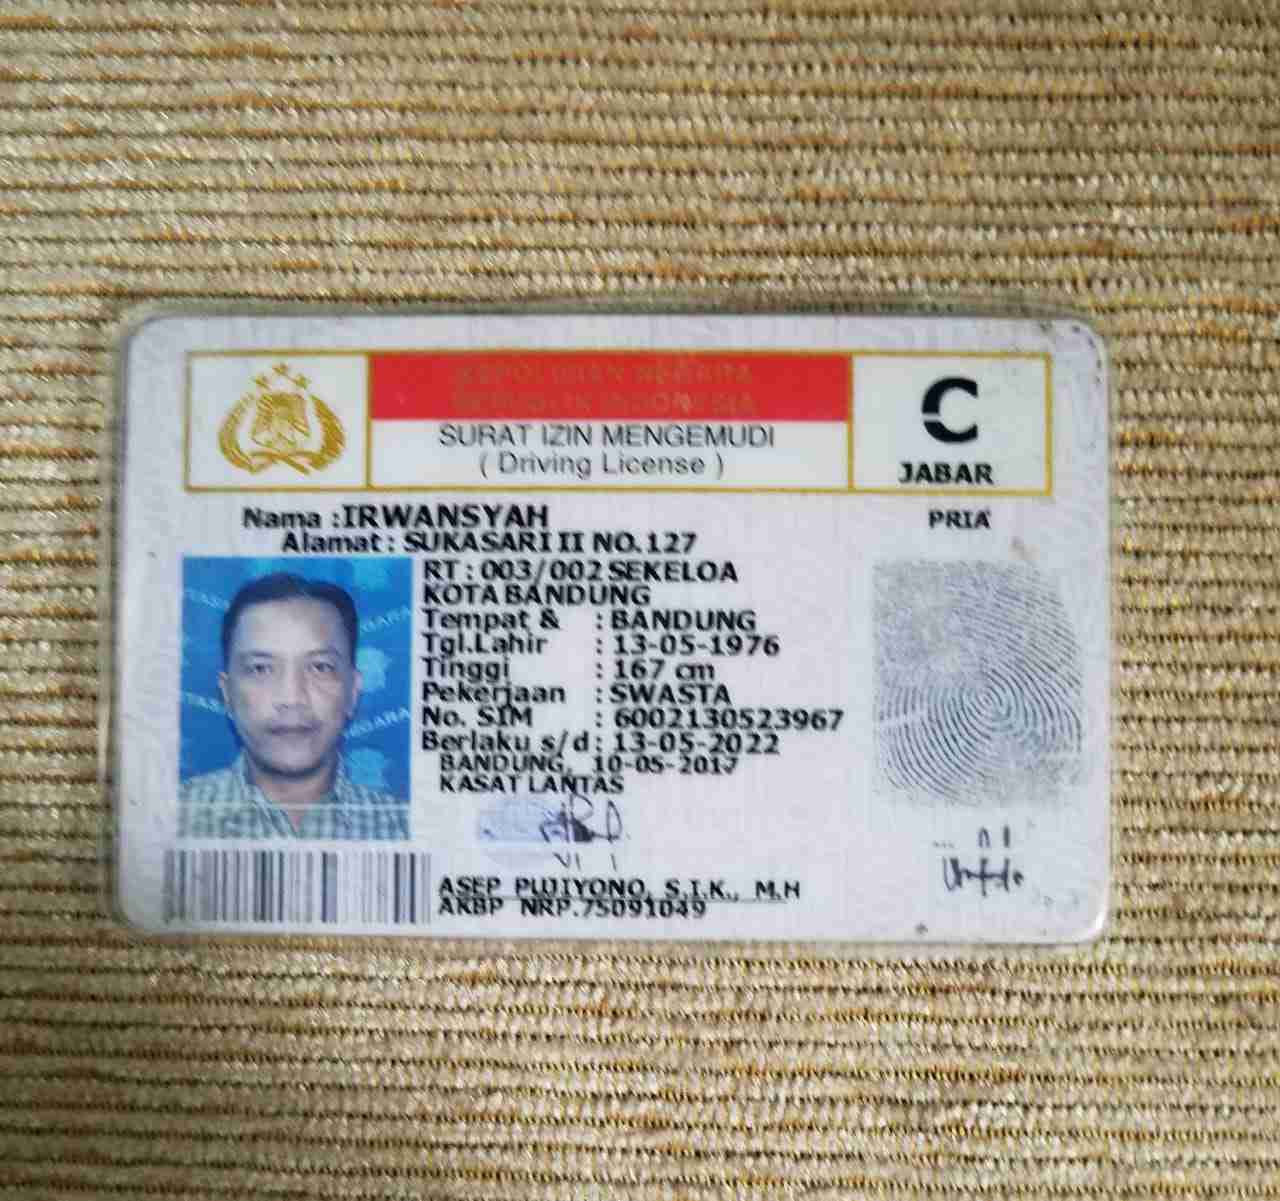 KEPOLISIAN NEGARA
REPUBLIK INDONESIA
SURAT IZIN MENGEMUDI
( Driving License )
C
JABAR
Nama :IRWANSYAH
PRIA
Alamat : SUKASARI II NO.127
RT : 003/002 SEKELOA
KOTA BANDUNG
Tempat & : BANDUNG
Tgl.Lahir : 13-05-1976
Tinggi : 167 cm
Pekerjaan : SWASTA
No. SIM : 6002130523967
Berlaku s/d : 13-05-2022
BANDUNG, 10-05-2017
KASAT LANTAS
ASEP PUJIYONO, S.I.K., M.H
AKBP NRP.75091049